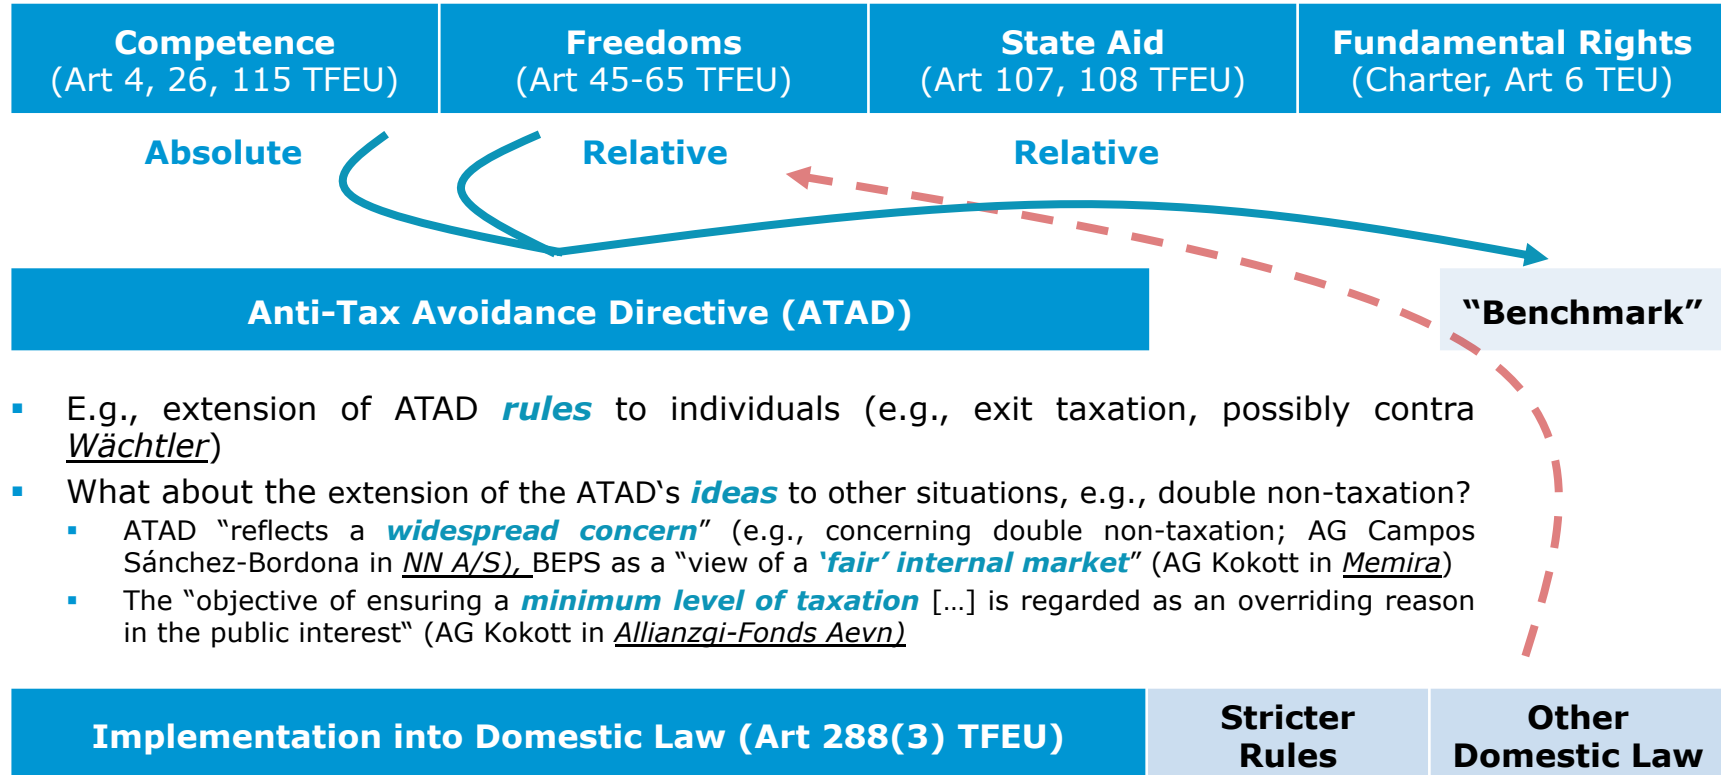 Competence
(Art 4, 26, 115 TFEU)
Freedoms
(Art 45-65 TFEU)
State Aid
(Art 107, 108 TFEU)
Fundamental Rights
(Charter, Art 6 TEU)
Absolute
Relative
Relative
Anti-Tax Avoidance Directive (ATAD)
“Benchmark”
▪ E.g., extension of ATAD rules to individuals (e.g., exit taxation, possibly contra
Wächtler)
▪ What about the extension of the ATAD‘s ideas to other situations, e.g., double non-taxation?
▪ ATAD “reflects a widespread concern” (e.g., concerning double non-taxation; AG Campos
Sánchez-Bordona in NN A/S), BEPS as a “view of a ‘fair’ internal market” (AG Kokott in Memira)
▪ The “objective of ensuring a minimum level of taxation […] is regarded as an overriding reason
in the public interest“ (AG Kokott in Allianzgi-Fonds Aevn)
Implementation into Domestic Law (Art 288(3) TFEU)
Stricter
Rules
Other
Domestic Law